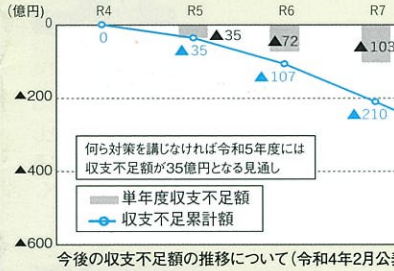 (億円)
R4 R5 R6 R7
0
0
▲35
▲35
▲72
▲107
▲103
▲210
▲200
何ら対策を講じなければ令和5年度には
収支不足額が35億円となる見通し
▲400
単年度収支不足額
収支不足累計額
▲600
今後の収支不足額の推移について(令和4年2月公表